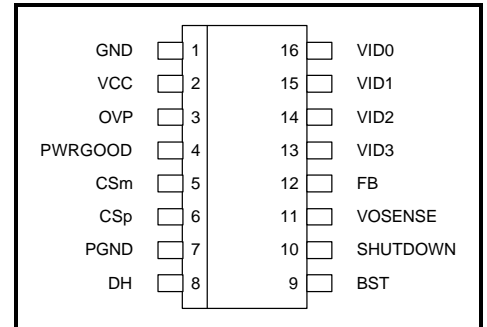 GND 1 16 VID0
VCC 2 15 VID1
OVP 3 14 VID2
PWRGOOD 4 13 VID3
CSm 5 12 FB
CSp 6 11 VOSENSE
PGND 7 10 SHUTDOWN
DH 8 9 BST